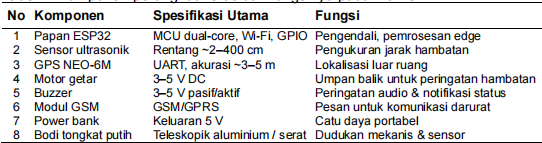 No Komponen Spesifikasi Utama Fungsi
1 Papan ESP32 MCU dual-core, Wi-Fi, GPIO Pengendali, pemrosesan edge
2 Sensor ultrasonik Rentang ~2–400 cm Pengukuran jarak hambatan
3 GPS NEO-6M UART, akurasi ~3–5 m Lokalisasi luar ruang
4 Motor getar 3–5 V DC Umpan balik untuk peringatan hambatan
5 Buzzer 3–5 V pasif/aktif Peringatan audio & notifikasi status
6 Modul GSM GSM/GPRS Pesan untuk komunikasi darurat
7 Power bank Keluaran 5 V Catu daya portabel
8 Bodi tongkat putih Teleskopik aluminium / serat Dudukan mekanis & sensor